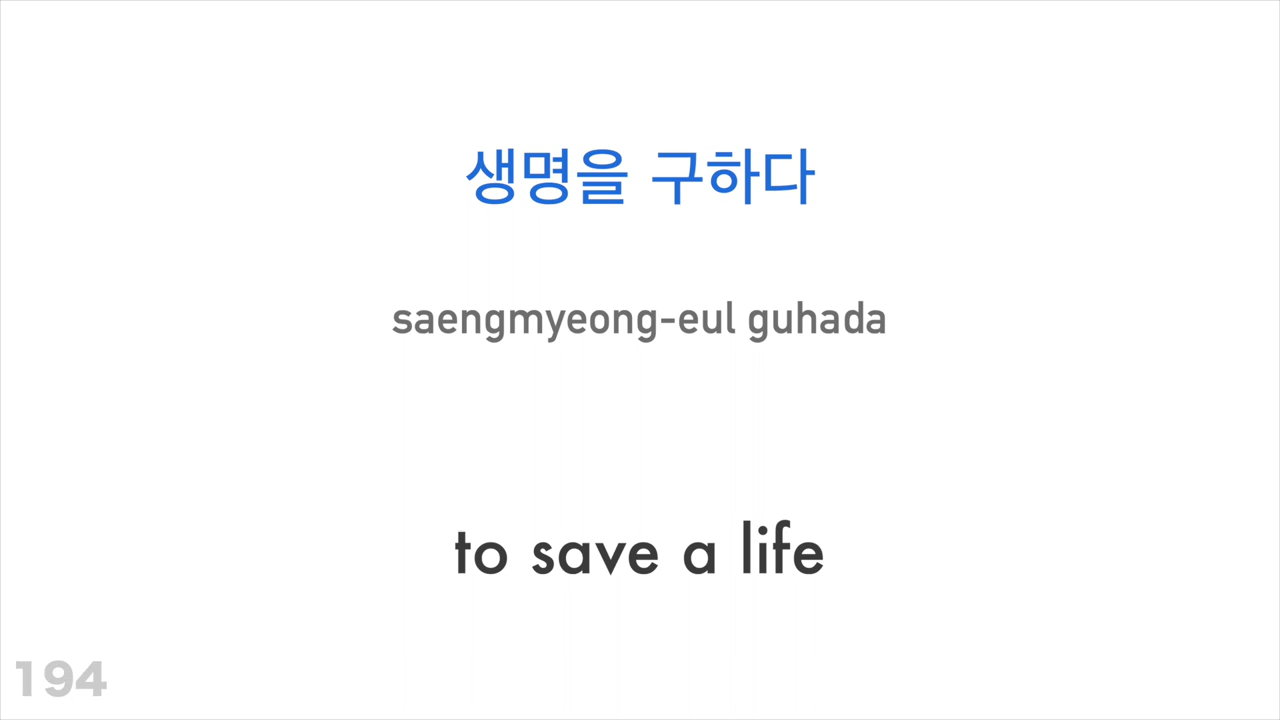 생명을 구하다
saengmyeong-eul guhada
to save a life
194